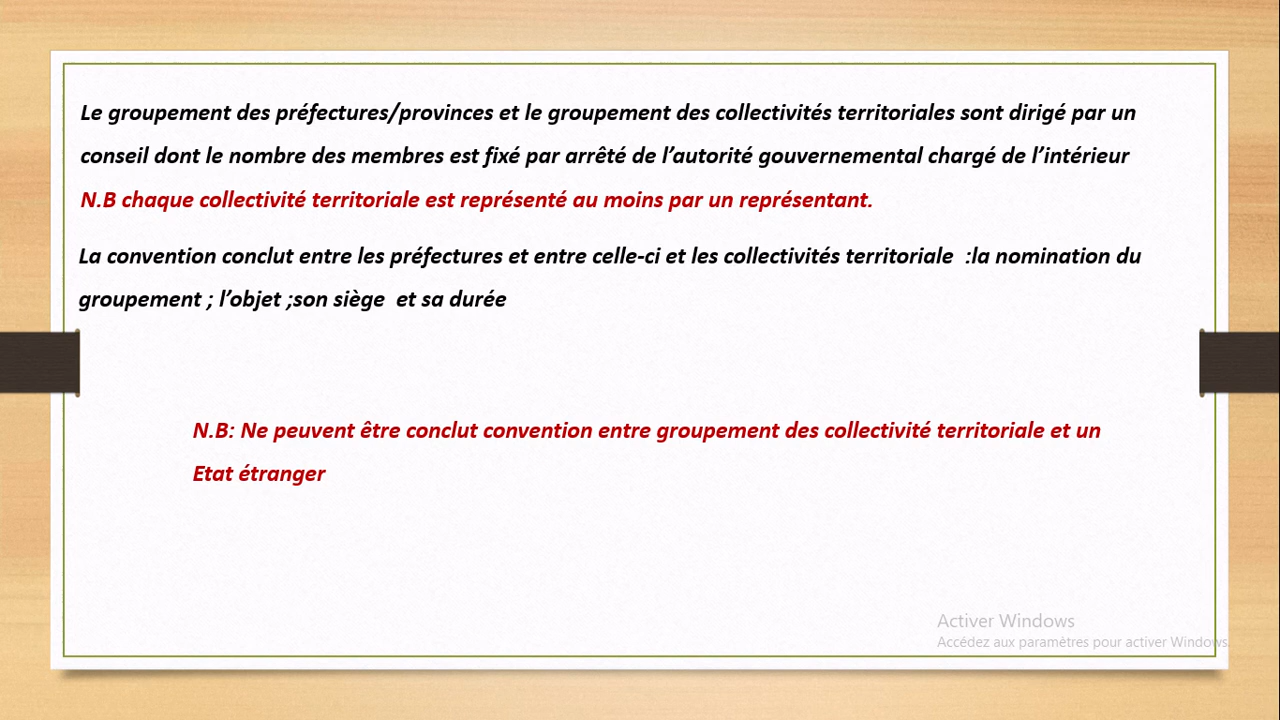 Le groupement des préfectures/provinces et le groupement des collectivités territoriales sont dirigé par un
conseil dont le nombre des membres est fixé par arrêté de l’autorité gouvernemental chargé de l’intérieur
N.B chaque collectivité territoriale est représenté au moins par un représentant.
La convention conclut entre les préfectures et entre celle-ci et les collectivités territoriale  :la nomination du
groupement ; l’objet ;son siège  et sa durée
N.B: Ne peuvent être conclut convention entre groupement des collectivité territoriale et un
Etat étranger
Activer Windows
Accédez aux paramètres pour activer Windows.